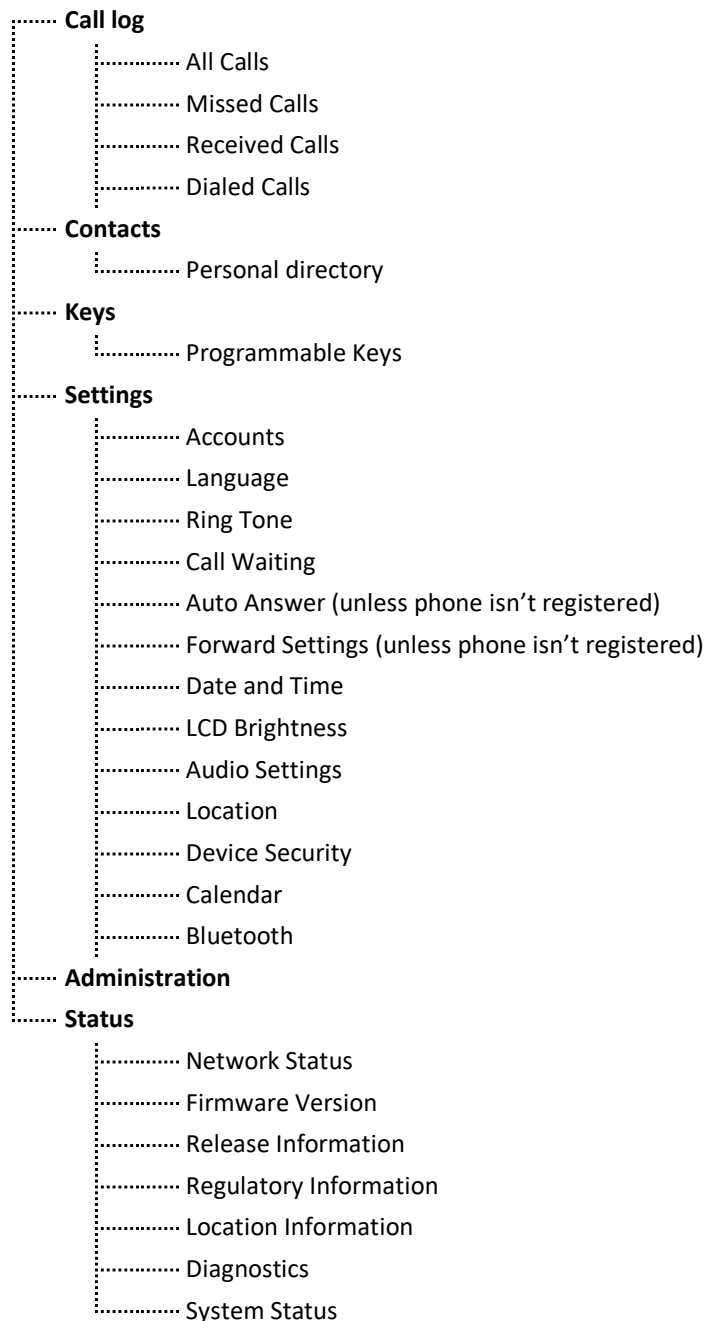 Call log
All Calls
Missed Calls
Received Calls
Dialed Calls
Contacts
Personal directory
Keys
Programmable Keys
Settings
Accounts
Language
Ring Tone
Call Waiting
Auto Answer (unless phone isn’t registered)
Forward Settings (unless phone isn’t registered)
Date and Time
LCD Brightness
Audio Settings
Location
Device Security
Calendar
Bluetooth
Administration
Status
Network Status
Firmware Version
Release Information
Regulatory Information
Location Information
Diagnostics
System Status